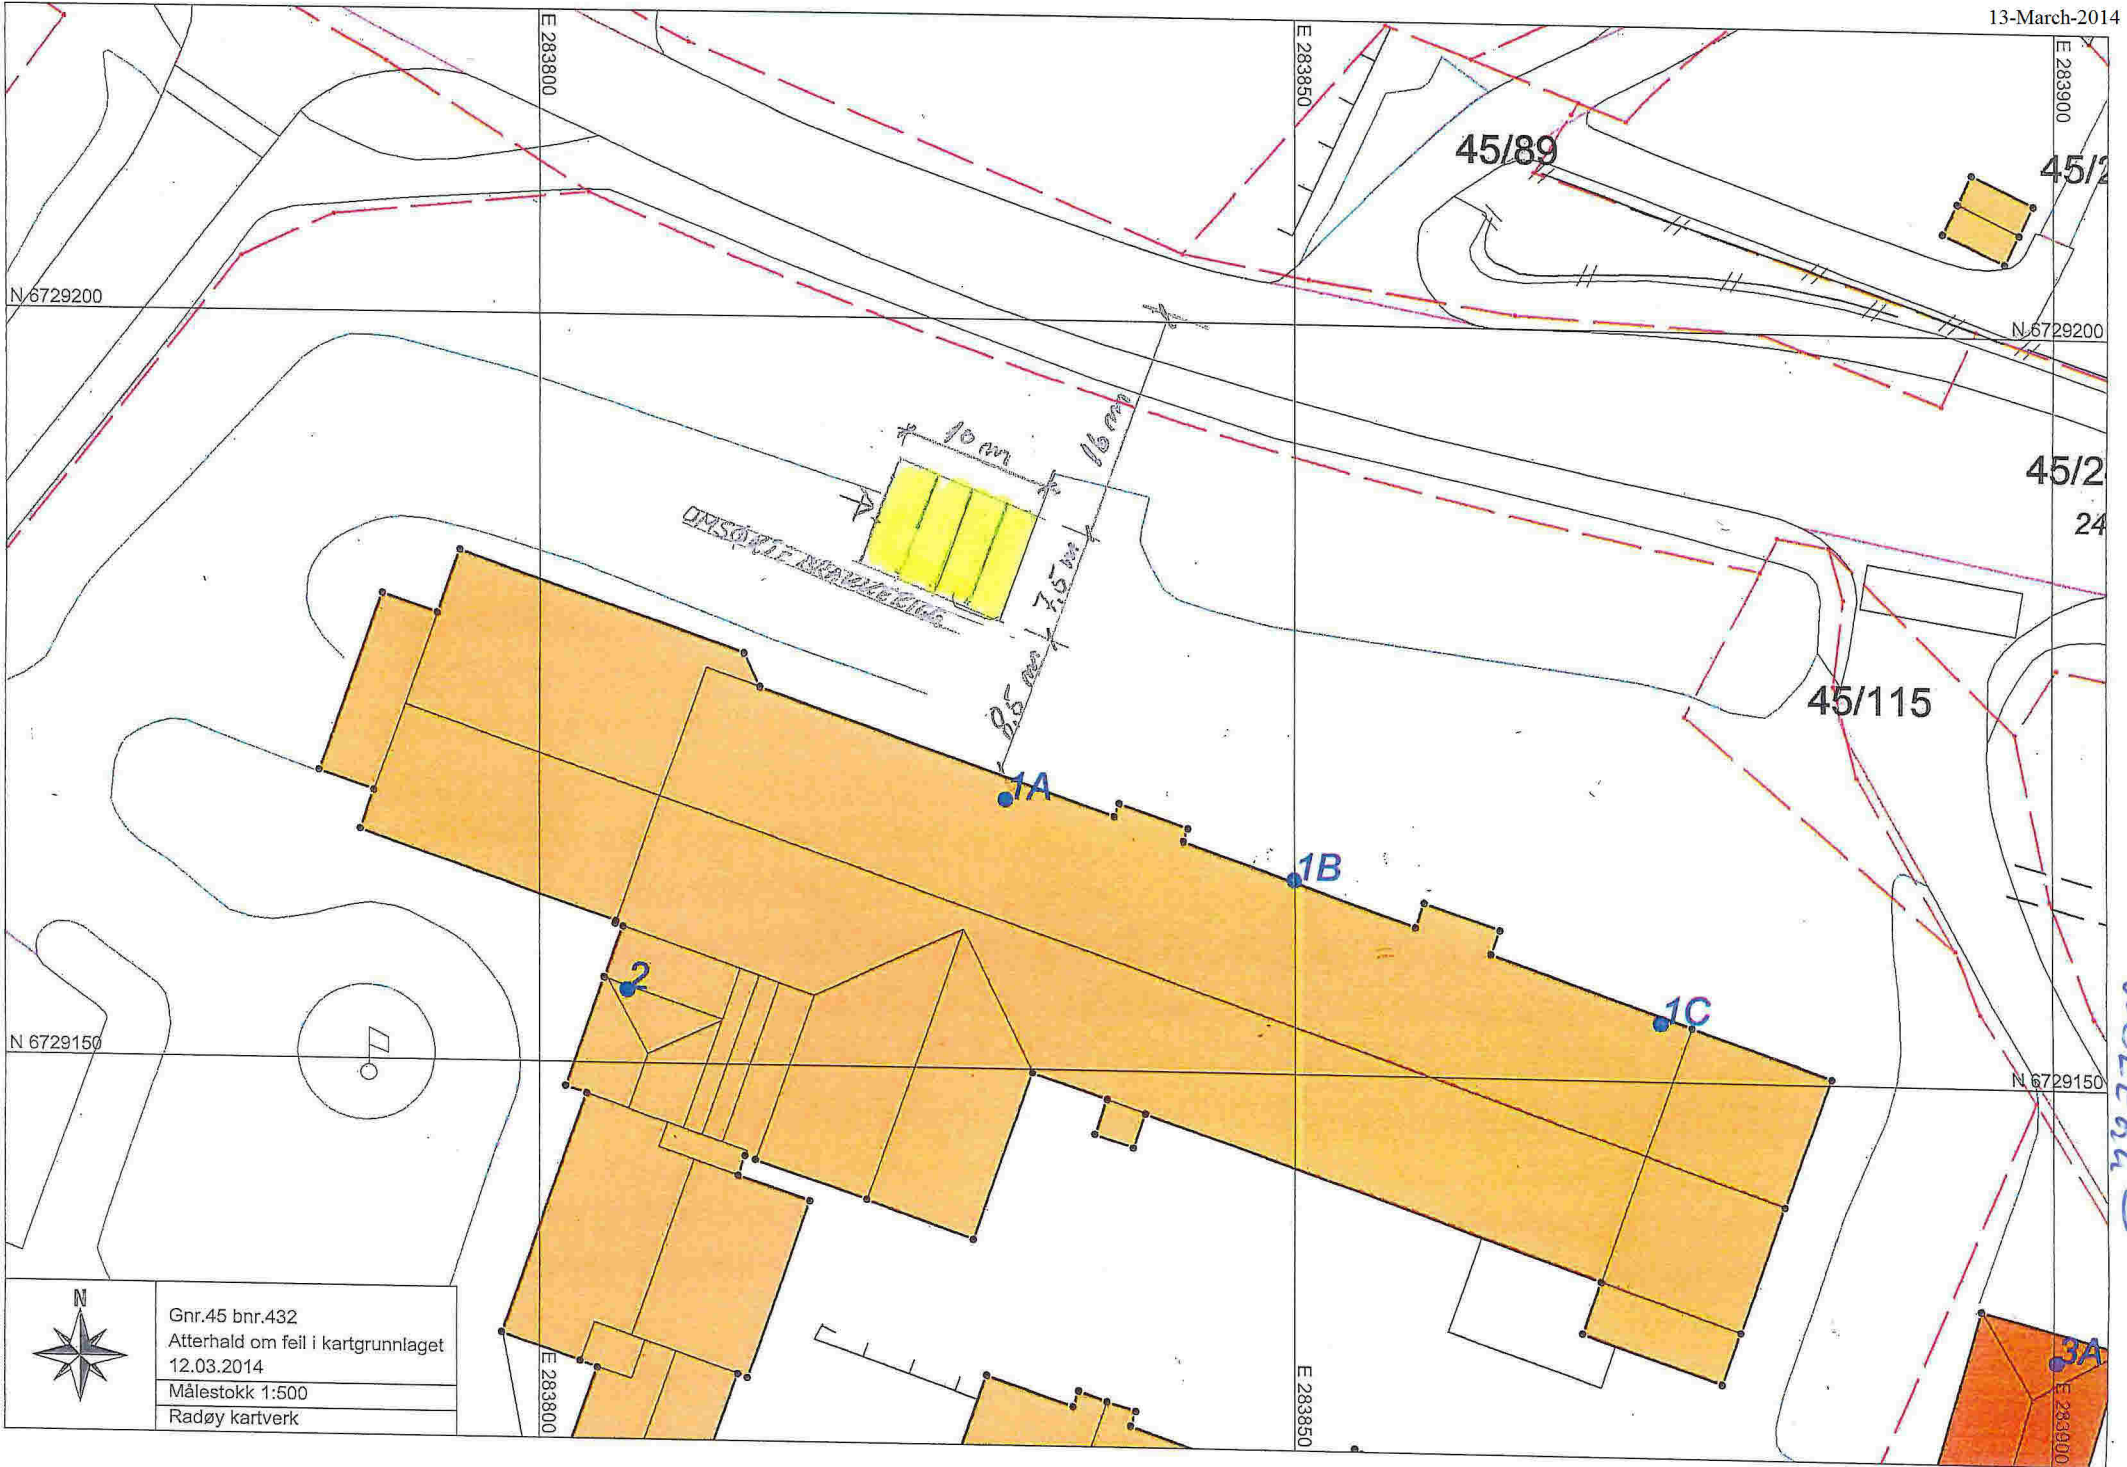 13-March-2014
E 283800
E 283850
E 283900
45/89
45/2
N 6729200
N 6729200
10 m
16 m
45/2
24
OMSØKT
7,5 m
8,5 m
45/115
1A
1B
1C
2
N 6729150
N 6729150
N
Gnr.45 bnr.432
Atterhald om feil i kartgrunnlaget
12.03.2014
Målestokk 1:500
Radøy kartverk
E 283800
E 283850
E 283900
3A